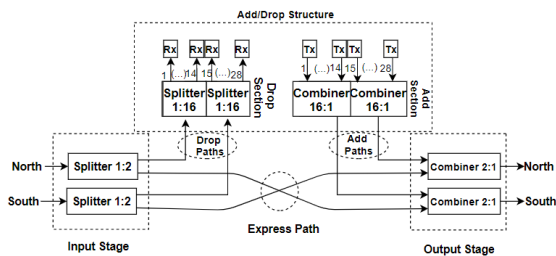 Add/Drop Structure
Rx Rx Rx Rx Tx Tx Tx Tx
1 (...) 14 15 (...) 28 1 (...) 14 15 (...) 28
Splitter 1:16
Splitter 1:16
Drop Section
Combiner 16:1
Combiner 16:1
Add Section
Drop Paths
Add Paths
North
Splitter 1:2
Combiner 2:1
North
South
Splitter 1:2
Combiner 2:1
South
Input Stage
Express Path
Output Stage